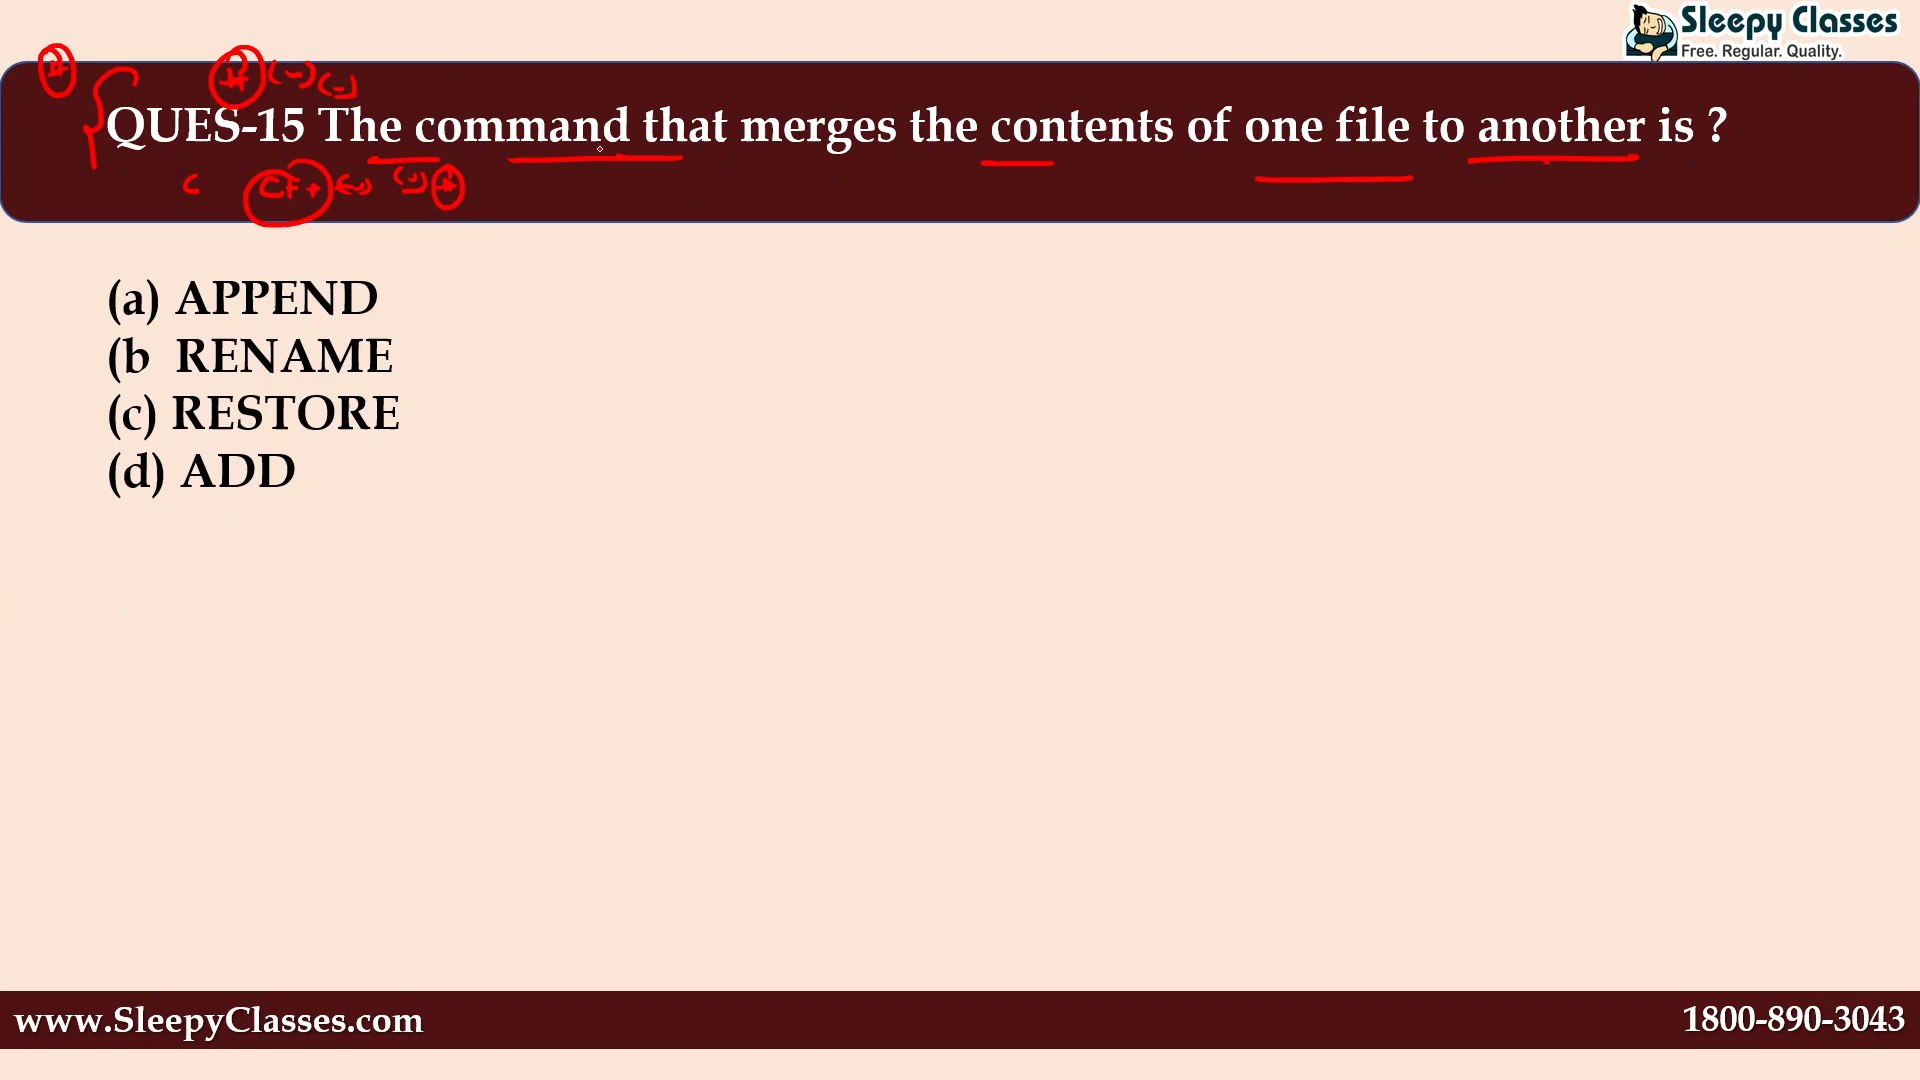 Sleepy Classes
Free. Regular. Quality.
QUES-15 The command that merges the contents of one file to another is ?
(a) APPEND
(b RENAME
(c) RESTORE
(d) ADD
www.SleepyClasses.com
1800-890-3043